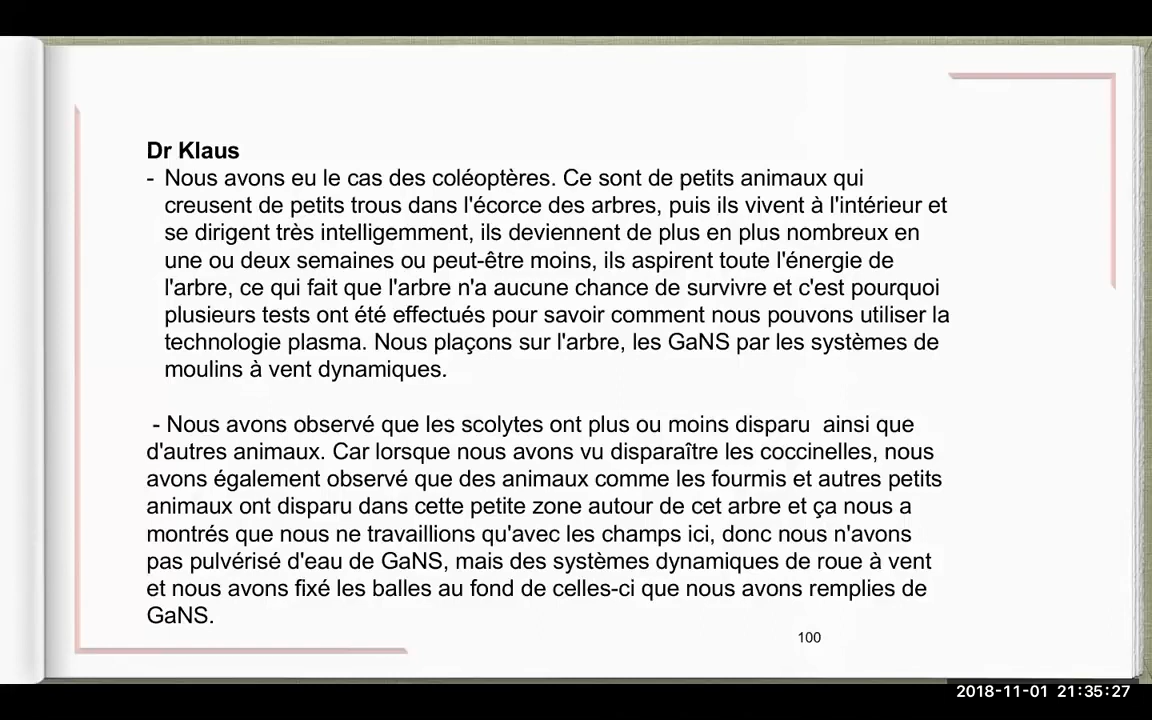 Dr Klaus
- Nous avons eu le cas des coléoptères. Ce sont de petits animaux qui
creusent de petits trous dans l'écorce des arbres, puis ils vivent à l'intérieur et
se dirigent très intelligemment, ils deviennent de plus en plus nombreux en
une ou deux semaines ou peut-être moins, ils aspirent toute l'énergie de
l'arbre, ce qui fait que l'arbre n'a aucune chance de survivre et c'est pourquoi
plusieurs tests ont été effectués pour savoir comment nous pouvons utiliser la
technologie plasma. Nous plaçons sur l'arbre, les GaNS par les systèmes de
moulins à vent dynamiques.
- Nous avons observé que les scolytes ont plus ou moins disparu ainsi que
d'autres animaux. Car lorsque nous avons vu disparaître les coccinelles, nous
avons également observé que des animaux comme les fourmis et autres petits
animaux ont disparu dans cette petite zone autour de cet arbre et ça nous a
montrés que nous ne travaillions qu'avec les champs ici, donc nous n'avons
pas pulvérisé d'eau de GaNS, mais des systèmes dynamiques de roue à vent
et nous avons fixé les balles au fond de celles-ci que nous avons remplies de
GaNS.
100
2018-11-01 21:35:27